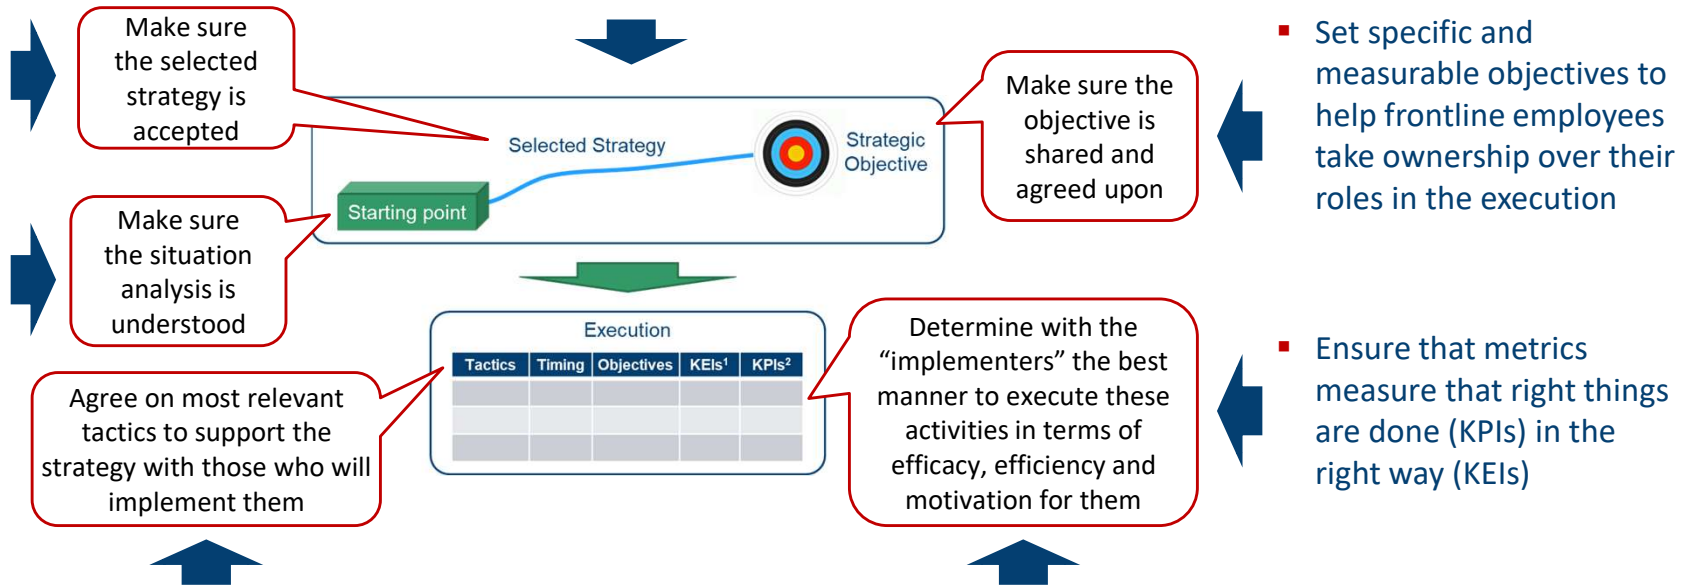 Make sure
the selected
strategy is
accepted
Make sure
the situation
analysis is
understood
Selected Strategy
Starting point
Strategic
Objective
Make sure the
objective is
shared and
agreed upon
▪ Set specific and
measurable objectives to
help frontline employees
take ownership over their
roles in the execution
Agree on most relevant
tactics to support the
strategy with those who will
implement them
Execution
Tactics Timing Objectives KEIs¹ KPIs²
Determine with the
“implementers” the best
manner to execute these
activities in terms of
efficacy, efficiency and
motivation for them
▪ Ensure that metrics
measure that right things
are done (KPIs) in the
right way (KEIs)